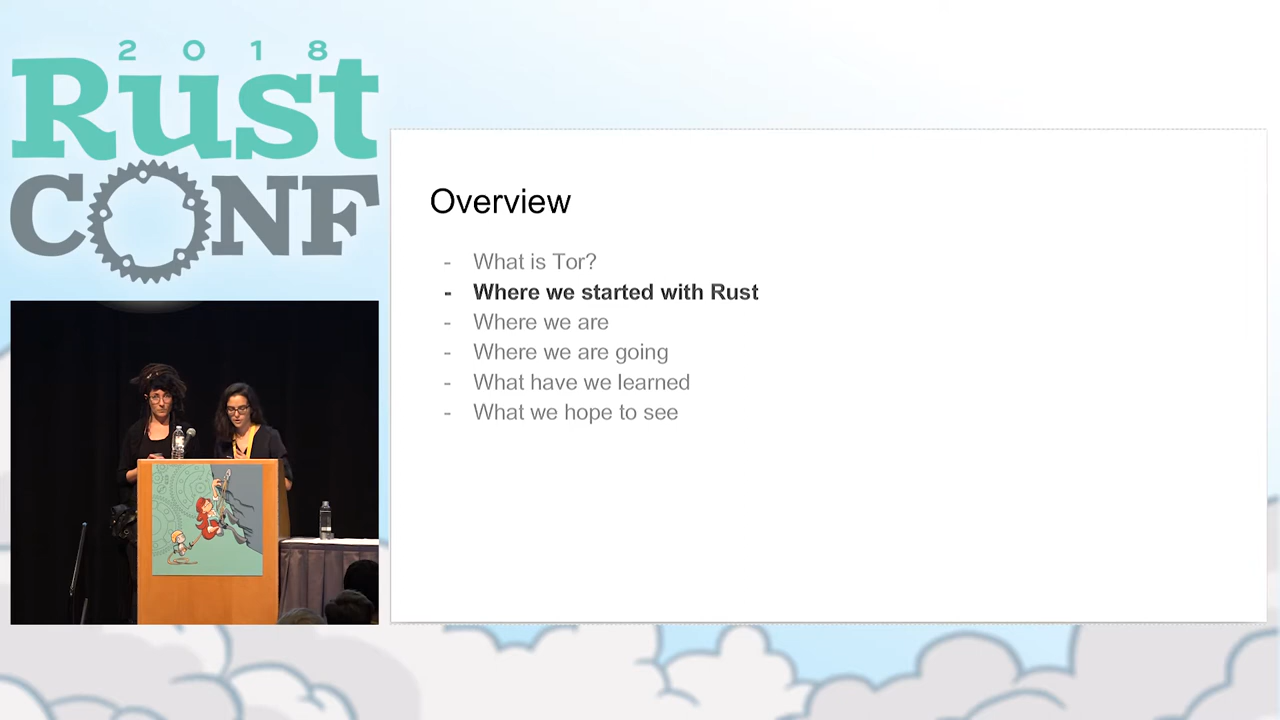 2018
Rust
CONF
Overview
- What is Tor?
- Where we started with Rust
- Where we are
- Where we are going
- What have we learned
- What we hope to see